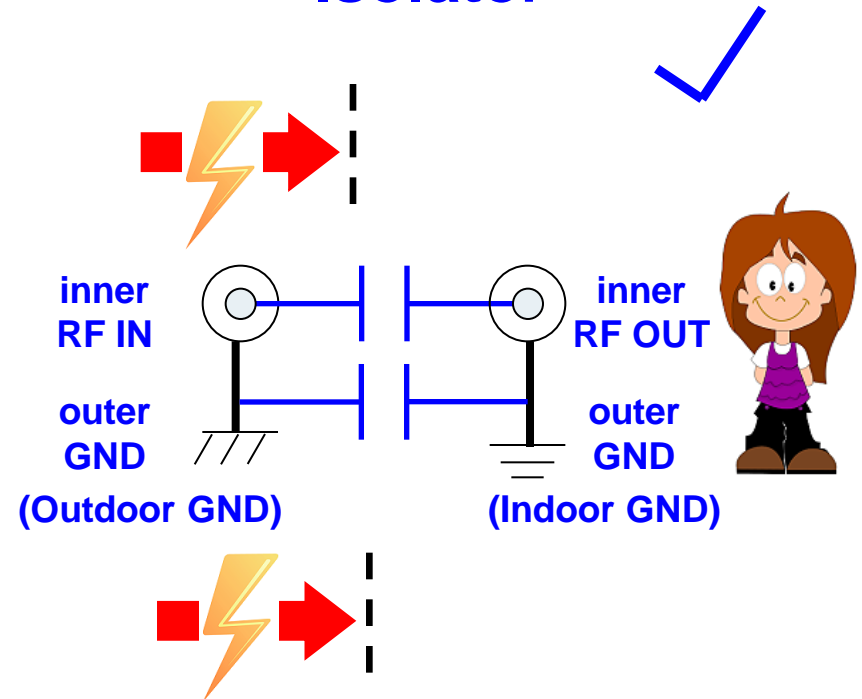 inner
RF IN
inner
RF OUT
outer
GND
(Outdoor GND)
outer
GND
(Indoor GND)